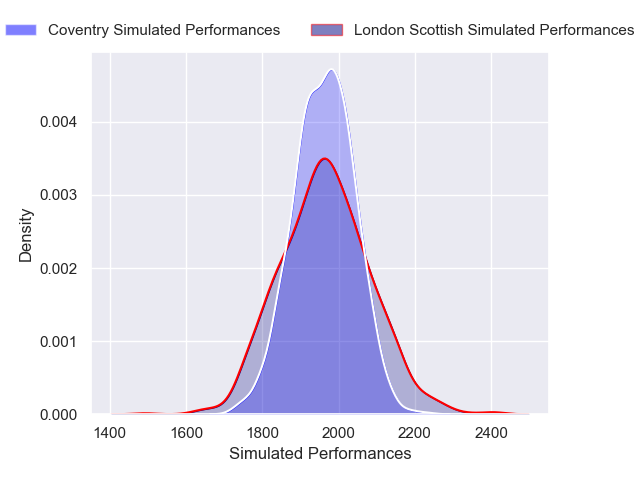 Coventry Simulated Performances
London Scottish Simulated Performances
0.004
0.003
0.002
0.001
0.000
Density
1400 1600 1800 2000 2200 2400
Simulated Performances